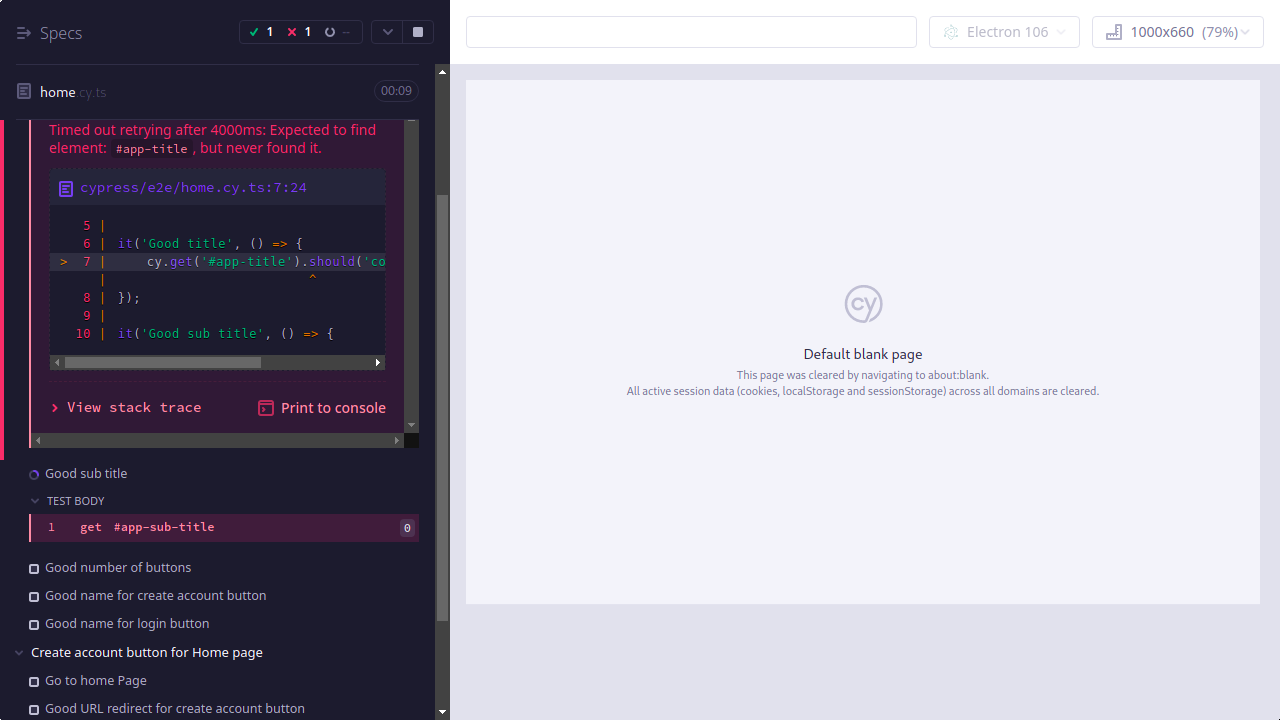 Specs
1
1
--
Electron 106
1000x660 (79%)
home.cy.ts
00:09
Timed out retrying after 4000ms: Expected to find
element: #app-title, but never found it.
cypress/e2e/home.cy.ts:7:24
5 |
6 | it('Good title', () => {
> 7 | cy.get('#app-title').should('co
| ^
8 | });
9 |
10 | it('Good sub title', () => {
View stack trace
Print to console
Good sub title
TEST BODY
1 get #app-sub-title 0
Good number of buttons
Good name for create account button
Good name for login button
Create account button for Home page
Go to home Page
Good URL redirect for create account button
cy
Default blank page
This page was cleared by navigating to about:blank.
All active session data (cookies, localStorage and sessionStorage) across all domains are cleared.